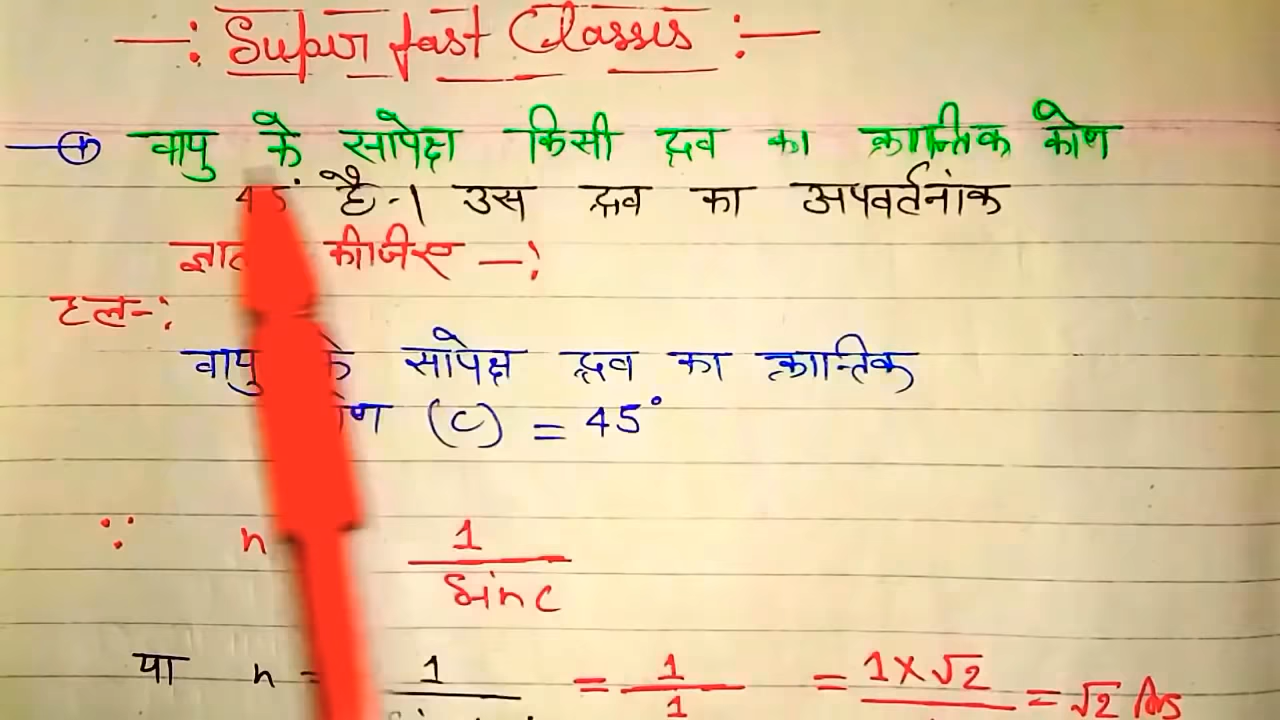 —: Super fast Classes :—
वायु के सापेक्ष किसी द्रव का क्रान्तिक कोण
45° है-। उस द्रव का अपवर्तनांक
कीजिए —:
हल-:
वायु के सापेक्ष द्रव का क्रान्तिक
(C) = 45°
∵ n 1
Sinc
या n = 1 = 1 = 1×√2 = √2 Ans
1